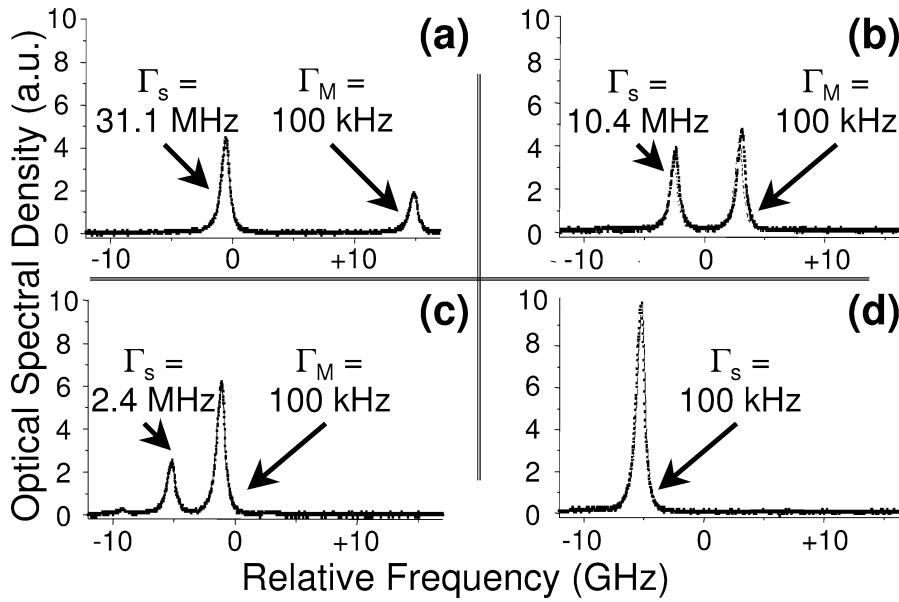 Optical Spectral Density (a.u.)
(a)
10
8
6
4
2
0
Γs =
31.1 MHz
ΓM =
100 kHz
-10 0 +10
(b)
10
8
6
4
2
0
Γs =
10.4 MHz
ΓM =
100 kHz
-10 0 +10
(c)
10
8
6
4
2
0
Γs =
2.4 MHz
ΓM =
100 kHz
-10 0 +10
(d)
10
8
6
4
2
0
Γs =
100 kHz
-10 0 +10
Relative Frequency (GHz)